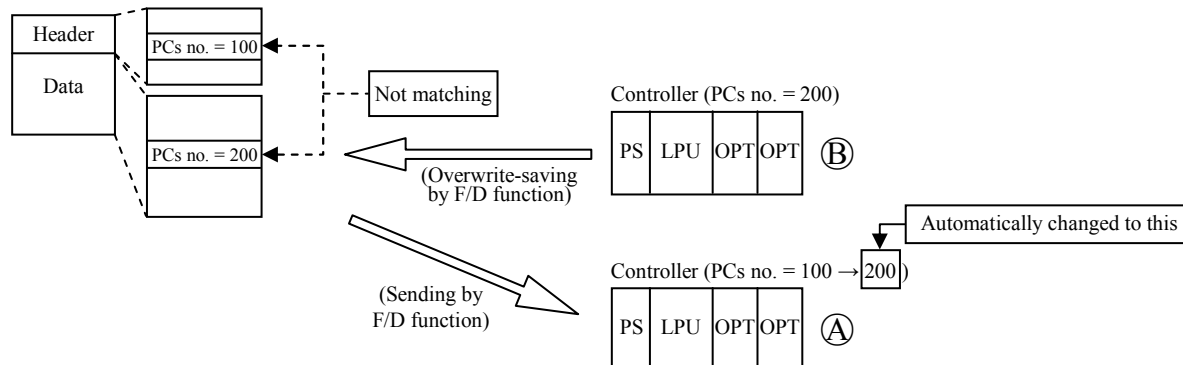 Header
Data
PCs no. = 100
PCs no. = 200
Not matching
Controller (PCs no. = 200)
PS LPU OPT OPT
B
(Overwrite-saving
by F/D function)
Automatically changed to this
Controller (PCs no. = 100 → 200)
(Sending by
F/D function)
PS LPU OPT OPT
A